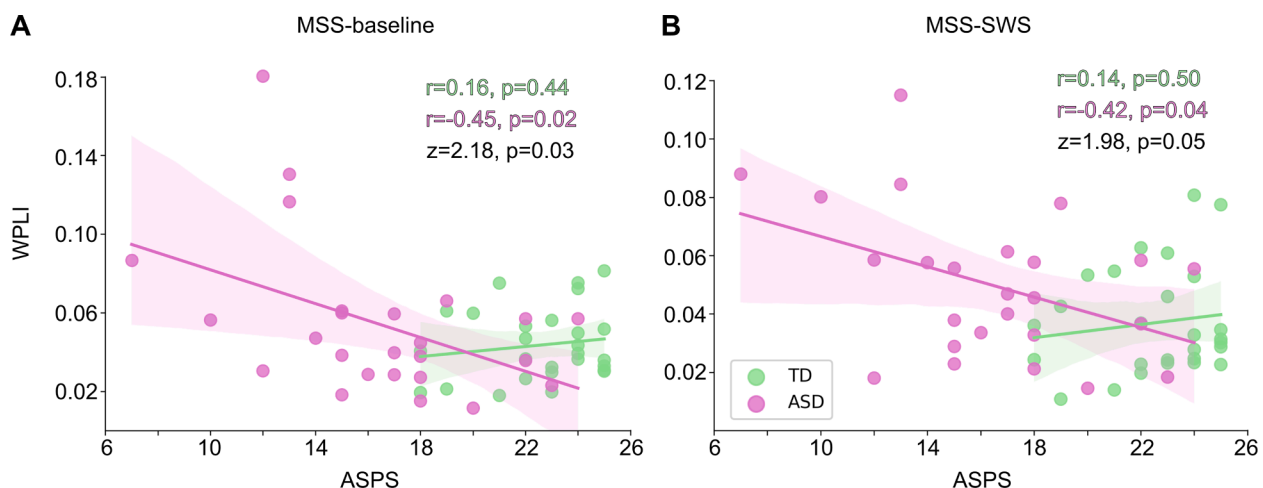 A
MSS-baseline
r=0.16, p=0.44
r=-0.45, p=0.02
z=2.18, p=0.03
WPLI
0.18
0.14
0.10
0.06
0.02
6 10 14 18 22 26
ASPS
B
MSS-SWS
r=0.14, p=0.50
r=-0.42, p=0.04
z=1.98, p=0.05
0.12
0.10
0.08
0.06
0.04
0.02
TD
ASD
6 10 14 18 22 26
ASPS